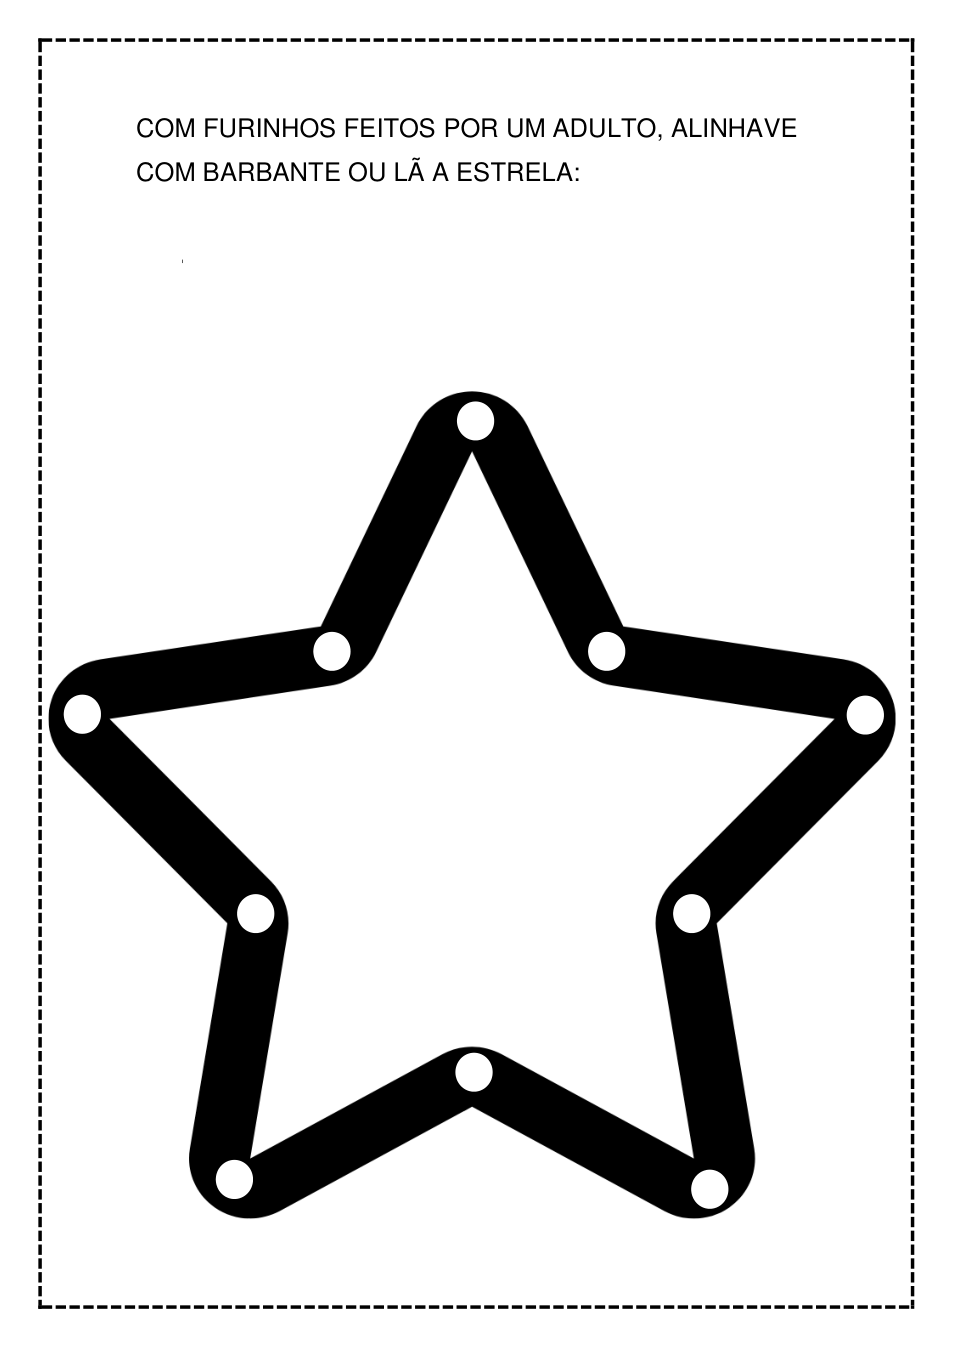 COM FURINHOS FEITOS POR UM ADULTO, ALINHAVE
COM BARBANTE OU LÃ A ESTRELA: